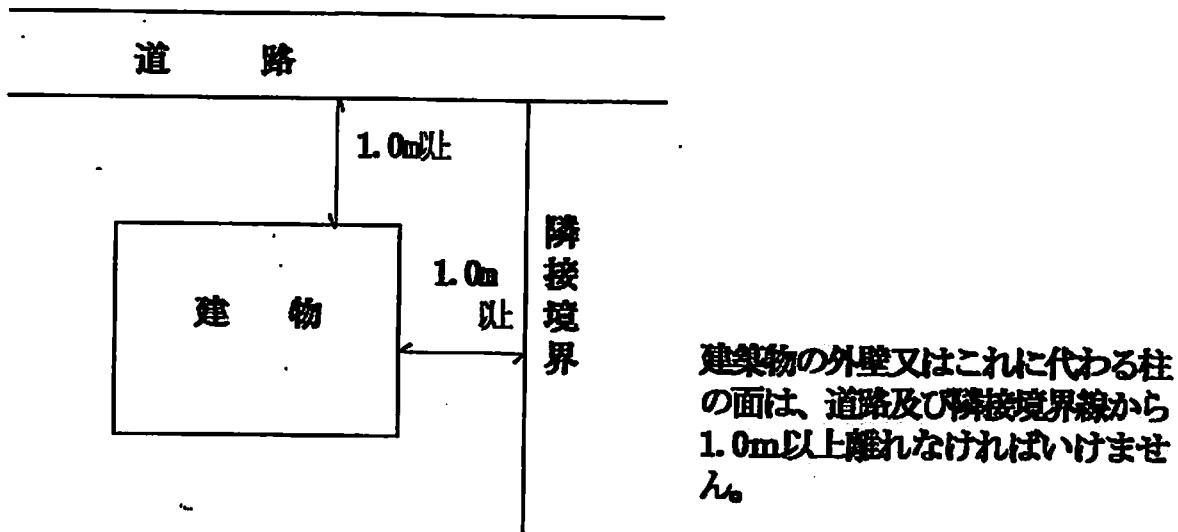 道 路
1.0m以上
隣接境界
1.0m
以上
建 物
建築物の外壁又はこれに代わる柱
の面は、道路及び隣接境界線から
1.0m以上離れなければいけませ
ん。